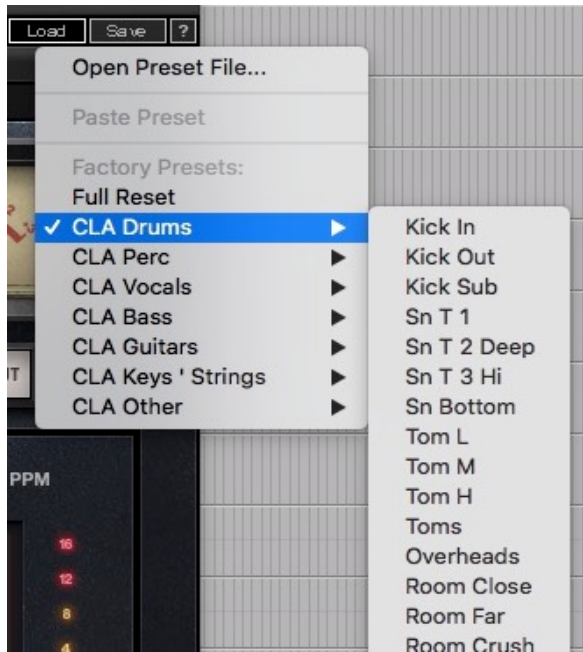 Load Save ?
Open Preset File...
Paste Preset
Factory Presets:
Full Reset
✓ CLA Drums ▶
CLA Perc ▶
CLA Vocals ▶
CLA Bass ▶
CLA Guitars ▶
CLA Keys ' Strings ▶
CLA Other ▶
Kick In
Kick Out
Kick Sub
Sn T 1
Sn T 2 Deep
Sn T 3 Hi
Sn Bottom
Tom L
Tom M
Tom H
Toms
Overheads
Room Close
Room Far
Room Crush
PPM
16
12
8
4